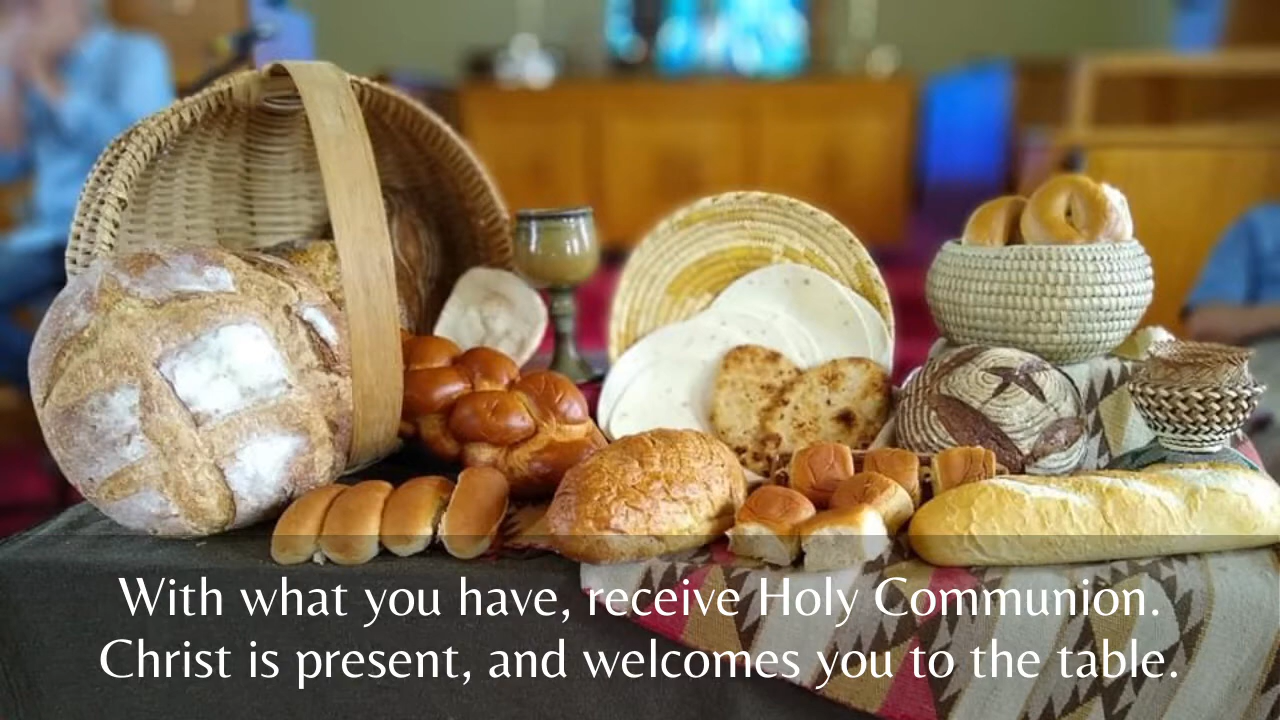 With what you have, receive Holy Communion.
Christ is present, and welcomes you to the table.